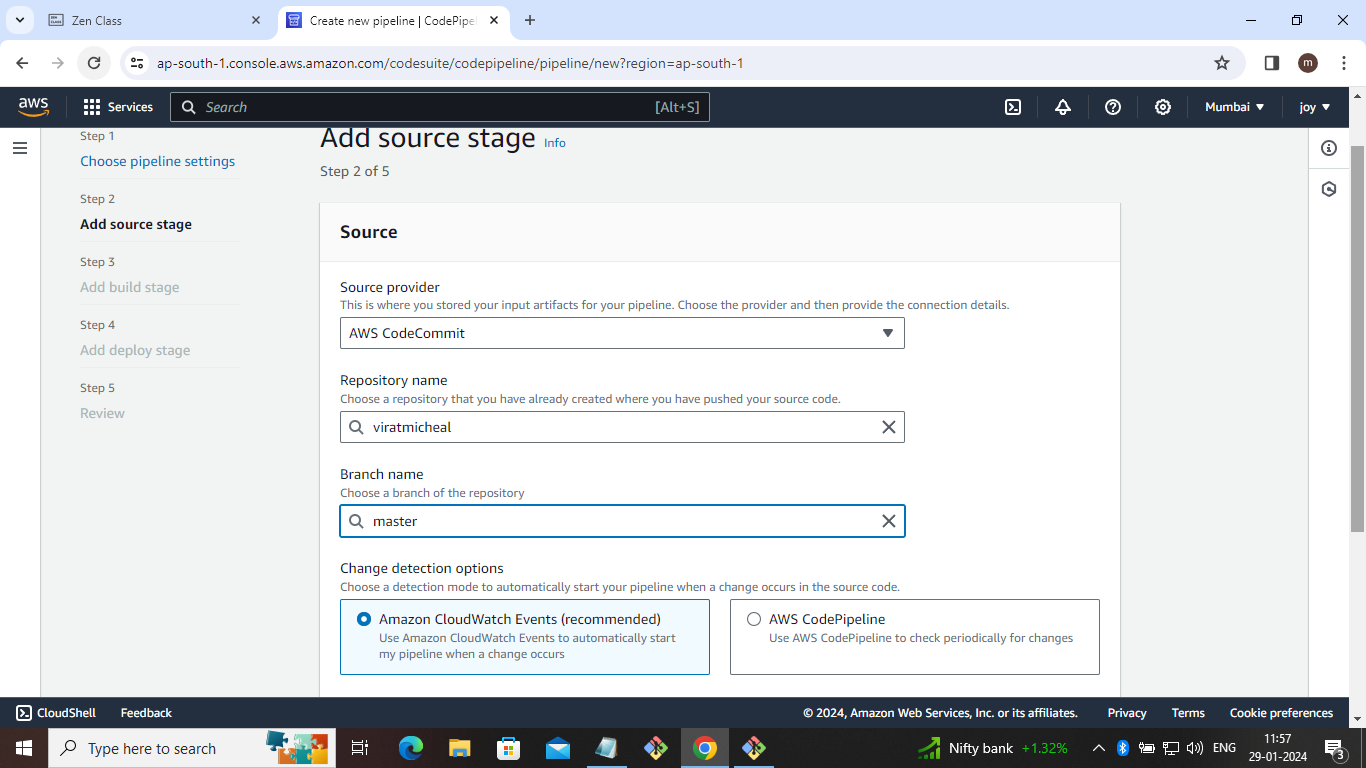 Zen Class
Create new pipeline | CodePipel
ap-south-1.console.aws.amazon.com/codesuite/codepipeline/pipeline/new?region=ap-south-1
m
aws
Services
Search
[Alt+S]
Mumbai
joy
Step 1
Choose pipeline settings
Step 2
Add source stage
Step 3
Add build stage
Step 4
Add deploy stage
Step 5
Review
Add source stage Info
Step 2 of 5
Source
Source provider
This is where you stored your input artifacts for your pipeline. Choose the provider and then provide the connection details.
AWS CodeCommit
Repository name
Choose a repository that you have already created where you have pushed your source code.
viratmicheal
Branch name
Choose a branch of the repository
master
Change detection options
Choose a detection mode to automatically start your pipeline when a change occurs in the source code.
Amazon CloudWatch Events (recommended)
Use Amazon CloudWatch Events to automatically start
my pipeline when a change occurs
AWS CodePipeline
Use AWS CodePipeline to check periodically for changes
CloudShell
Feedback
© 2024, Amazon Web Services, Inc. or its affiliates.
Privacy
Terms
Cookie preferences
Type here to search
Nifty bank +1.32%
ENG
11:57
29-01-2024
3